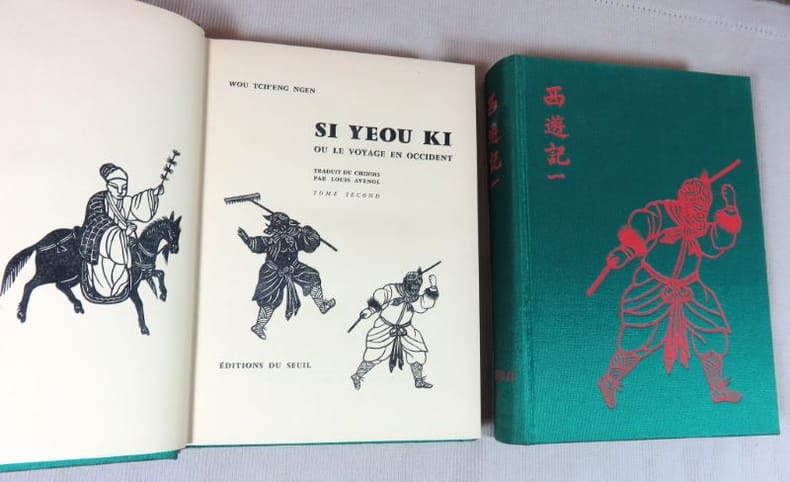 WOU TCH'ENG NGEN
SI YEOU KI
OU LE VOYAGE EN OCCIDENT
TRADUIT DU CHINOIS
PAR LOUIS AVENOL
TOME SECOND
ÉDITIONS DU SEUIL
西遊記一